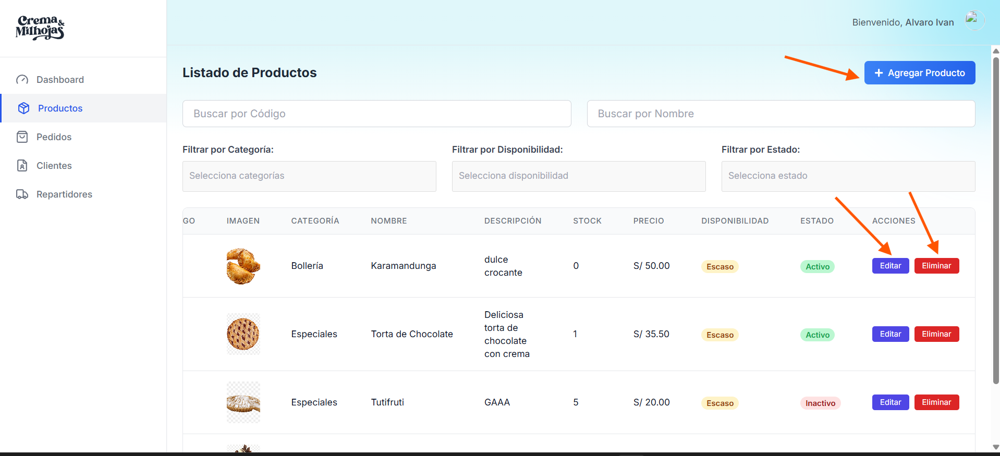 Crema &
Milhojas
Bienvenido, Alvaro Ivan
Dashboard
Productos
Pedidos
Clientes
Repartidores
Listado de Productos
+ Agregar Producto
Buscar por Código
Buscar por Nombre
Filtrar por Categoría:
Filtrar por Disponibilidad:
Filtrar por Estado:
Selecciona categorías
Selecciona disponibilidad
Selecciona estado
GO IMAGEN CATEGORÍA NOMBRE DESCRIPCIÓN STOCK PRECIO DISPONIBILIDAD ESTADO ACCIONES
Bollería Karamandunga dulce
crocante 0 S/ 50.00 Escaso Activo Editar Eliminar
Especiales Torta de Chocolate Deliciosa
torta de
chocolate
con crema 1 S/ 35.50 Escaso Activo Editar Eliminar
Especiales Tutifruti GAAA 5 S/ 20.00 Escaso Inactivo Editar Eliminar